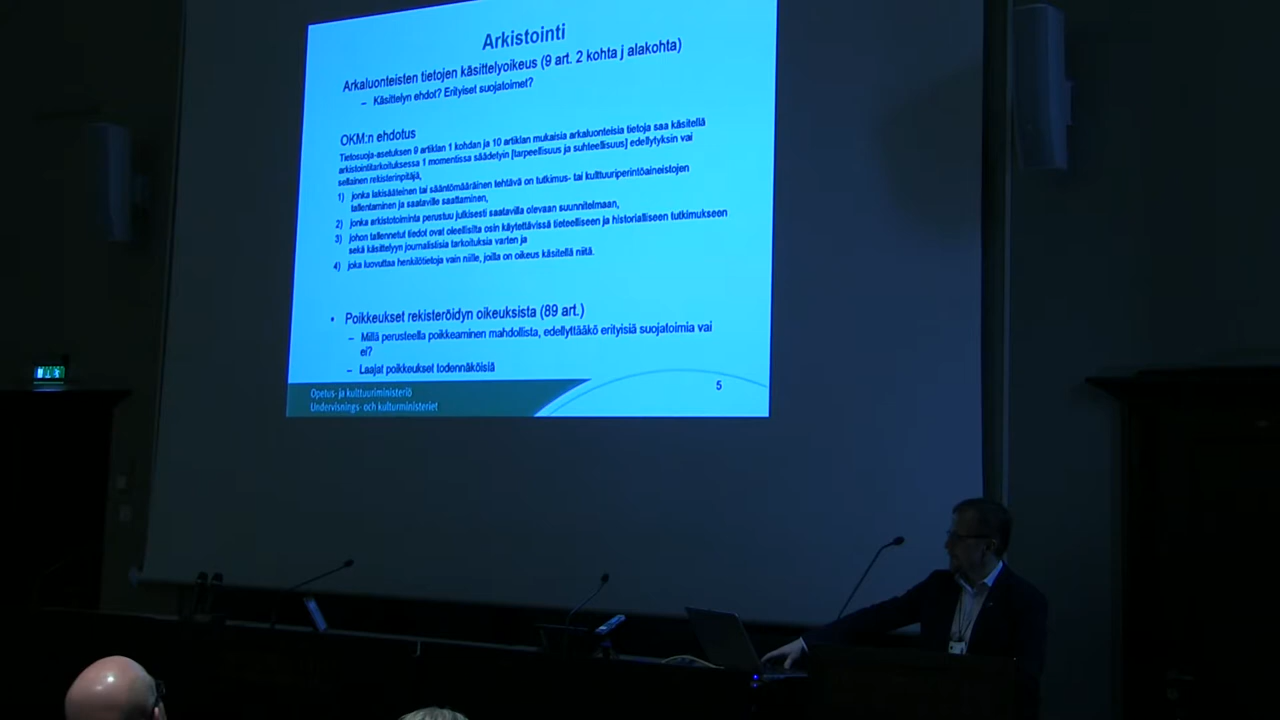 Arkistointi
Arkaluonteisten tietojen käsittelyoikeus (9 art. 2 kohta j alakohta)
– Käsittelyn ehdot? Erityiset suojatoimet?
OKM:n ehdotus
Tietosuoja-asetuksen 9 artiklan 1 kohdan ja 10 artiklan mukaisia arkaluonteisia tietoja saa käsitellä
arkistointitarkoituksessa 1 momentissa säädetyin [tarpeellisuus ja suhteellisuus] edellytyksin vai
sellainen rekisterinpitäjä,
1) jonka lakisääteinen tai sääntömääräinen tehtävä on tutkimus- tai kulttuuriperintöaineistojen
tallentaminen ja saataville saattaminen,
2) jonka arkistotoiminta perustuu julkisesti saatavilla olevaan suunnitelmaan,
3) johon tallennetut tiedot ovat oleellisilta osin käytettävissä tieteelliseen ja historialliseen tutkimukseen
sekä käsittelyyn journalistisia tarkoituksia varten ja
4) joka luovuttaa henkilötietoja vain niille, joilla on oikeus käsitellä niitä.
• Poikkeukset rekisteröidyn oikeuksista (89 art.)
– Millä perusteella poikkeaminen mahdollista, edellyttääkö erityisiä suojatoimia vai
ei?
– Laajat poikkeukset todennäköisiä
Opetus- ja kulttuuriministeriö
Undervisnings- och kulturministeriet
5